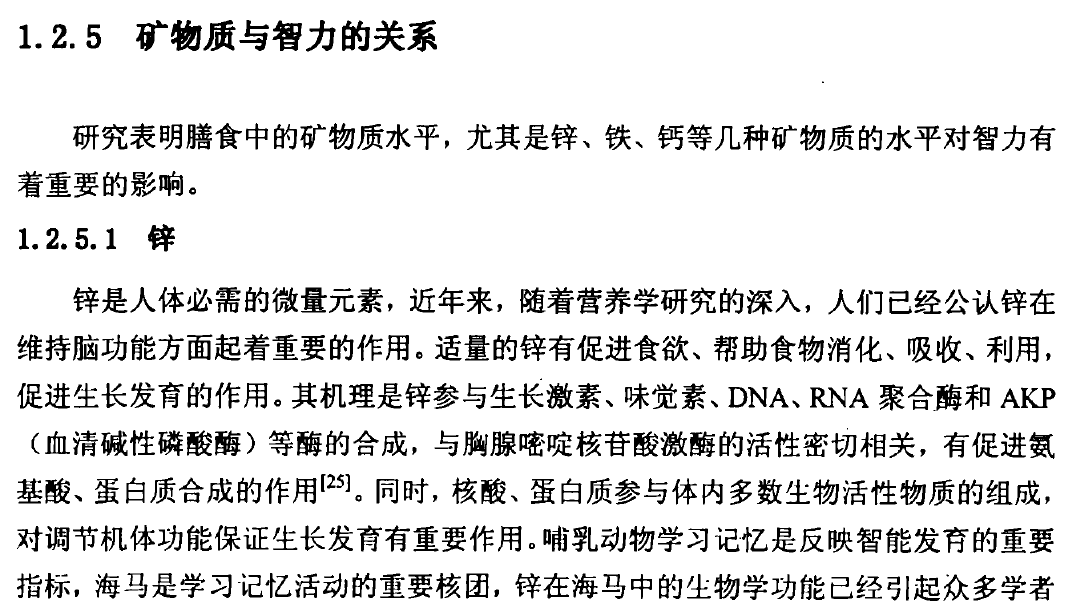 1.2.5 矿物质与智力的关系
研究表明膳食中的矿物质水平，尤其是锌、铁、钙等几种矿物质的水平对智力有
着重要的影响。
1.2.5.1 锌
锌是人体必需的微量元素，近年来，随着营养学研究的深入，人们已经公认锌在
维持脑功能方面起着重要的作用。适量的锌有促进食欲、帮助食物消化、吸收、利用，
促进生长发育的作用。其机理是锌参与生长激素、味觉素、DNA、RNA 聚合酶和 AKP
（血清碱性磷酸酶）等酶的合成，与胸腺嘧啶核苷酸激酶的活性密切相关，有促进氨
基酸、蛋白质合成的作用[25]。同时，核酸、蛋白质参与体内多数生物活性物质的组成，
对调节机体功能保证生长发育有重要作用。哺乳动物学习记忆是反映智能发育的重要
指标，海马是学习记忆活动的重要核团，锌在海马中的生物学功能已经引起众多学者